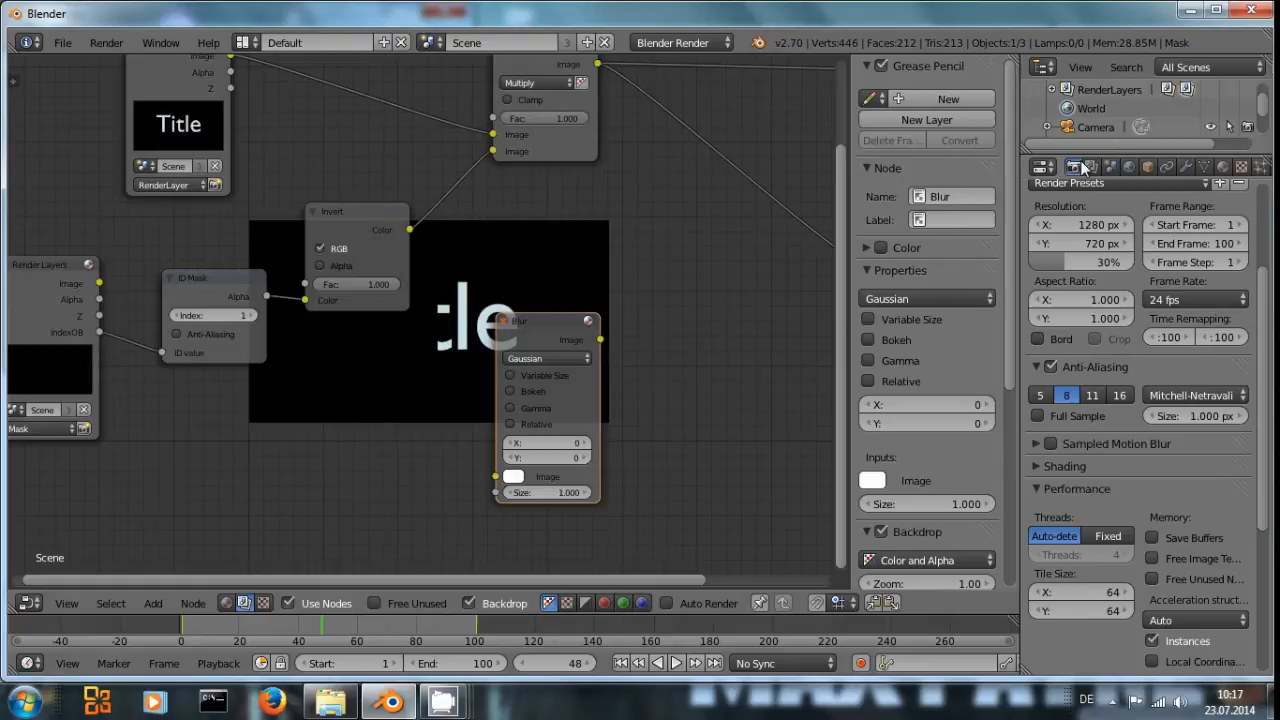 Blender
File Render Window Help Default Scene 3 Blender Render v2.70 | Verts:446 | Faces:212 | Tris:213 | Objects:1/3 | Lamps:0/0 | Mem:28.85M | Mask
View Search All Scenes
RenderLayers
World
Camera
Image
Alpha
Z
Title
Scene
RenderLayer
Image
Multiply
Clamp
Fac: 1.000
Image
Image
Invert
Color
RGB
Alpha
Fac: 1.000
Color
Render Layers
Image
Alpha
Z
IndexOB
Scene 3
Mask
ID Mask
Alpha
Index: 1
Anti-Aliasing
ID value
tle
Blur
Image
Gaussian
Variable Size
Bokeh
Gamma
Relative
X: 0
Y: 0
Image
Size: 1.000
Scene
Grease Pencil
New
New Layer
Delete Fra Convert
Node
Name: Blur
Label:
Color
Properties
Gaussian
Variable Size
Bokeh
Gamma
Relative
X: 0
Y: 0
Inputs:
Image
Size: 1.000
Backdrop
Color and Alpha
Zoom: 1.00
Render Presets
Resolution: Frame Range:
X: 1280 px Start Frame: 1
Y: 720 px End Frame: 100
30% Frame Step: 1
Aspect Ratio: Frame Rate:
X: 1.000 24 fps
Y: 1.000 Time Remapping:
Bord Crop :100 :100
Anti-Aliasing
5 8 11 16 Mitchell-Netravali
Full Sample Size: 1.000 px
Sampled Motion Blur
Shading
Performance
Threads: Memory:
Auto-dete Fixed Save Buffers
Threads: 4 Free Image Te...
Tile Size: Free Unused N...
X: 64 Acceleration struct...
Y: 64 Auto
Instances
Local Coordina...
View Select Add Node Use Nodes Free Unused Backdrop Auto Render
-40 -20 0 20 40 60 80 100 120 140 160 180 200 220 240 260
View Marker Frame Playback Start: 1 End: 100 48 No Sync
DE 10:17
23.07.2014